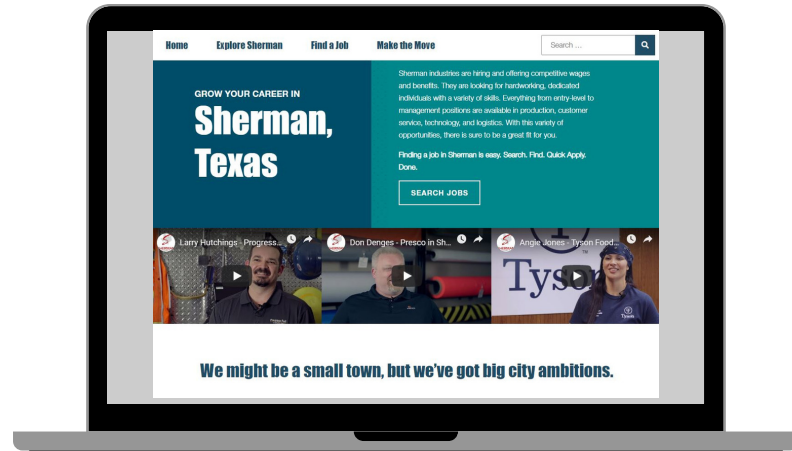 Home Explore Sherman Find a Job Make the Move Search ...
GROW YOUR CAREER IN
Sherman,
Texas
Sherman industries are hiring and offering competitive wages
and benefits. They are looking for hardworking, dedicated
individuals with a variety of skills. Everything from entry-level to
management positions are available in production, customer
service, technology, and logistics. With this variety of
opportunities, there is sure to be a great fit for you.
Finding a job in Sherman is easy. Search. Find. Quick Apply.
Done.
SEARCH JOBS
Larry Hutchings - Progress... Don Denges - Presco in Sh... Angie Jones - Tyson Food...
Tyson
Tyson
We might be a small town, but we've got big city ambitions.